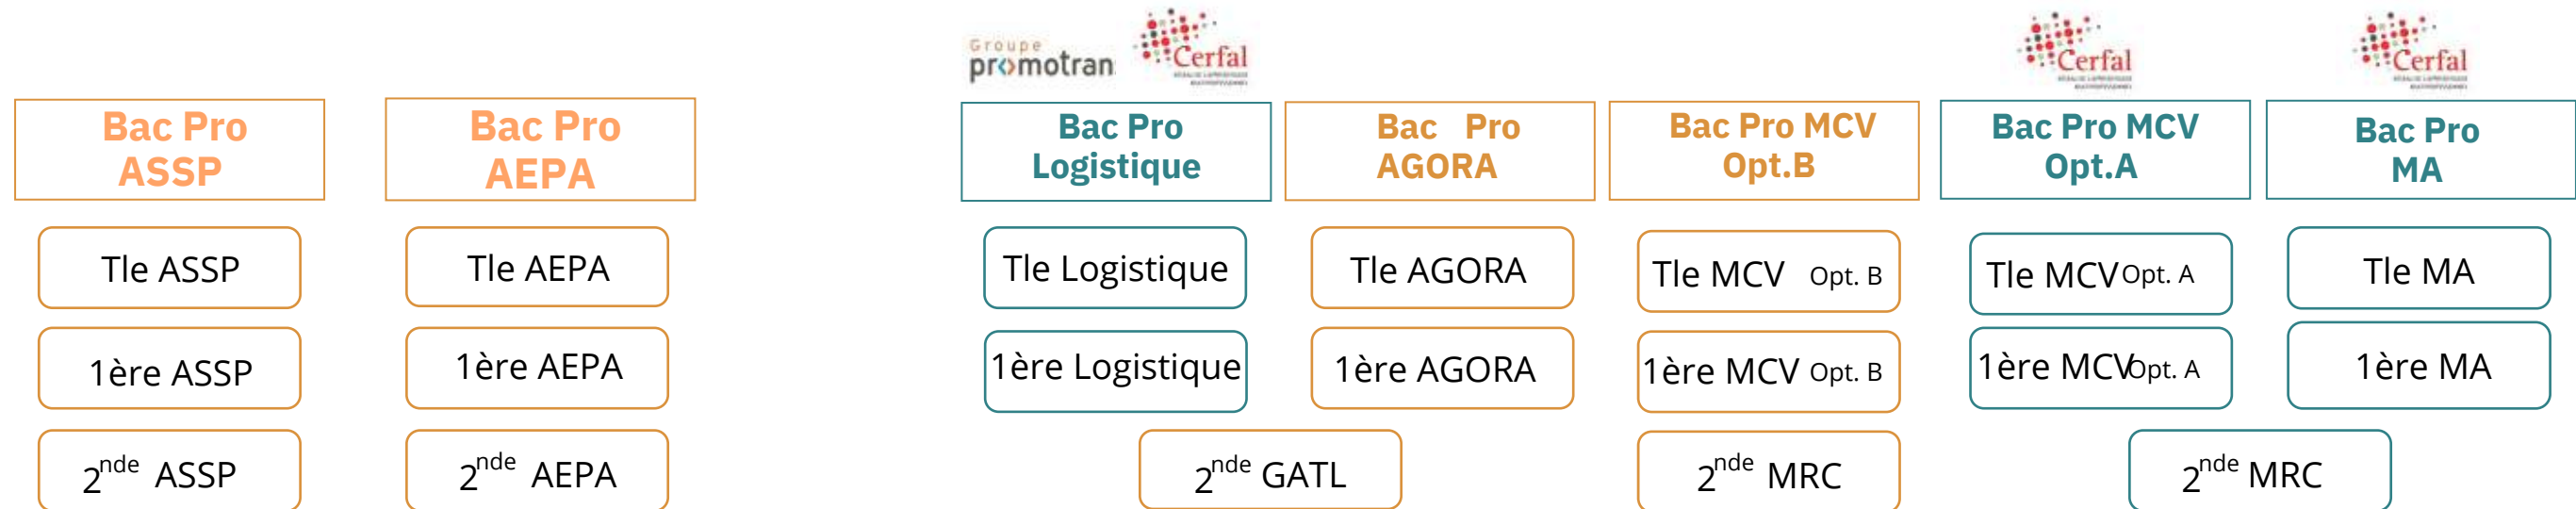 Groupe
promotran
Cerfal
Cerfal
Cerfal
Bac Pro
ASSP
Bac Pro
AEPA
Bac Pro
Logistique
Bac Pro
AGORA
Bac Pro MCV
Opt.B
Bac Pro MCV
Opt.A
Bac Pro
MA
Tle ASSP
Tle AEPA
Tle Logistique
Tle AGORA
Tle MCV Opt. B
Tle MCV Opt. A
Tle MA
1ère ASSP
1ère AEPA
1ère Logistique
1ère AGORA
1ère MCV Opt. B
1ère MCV Opt. A
1ère MA
2nde ASSP
2nde AEPA
2nde GATL
2nde MRC
2nde MRC